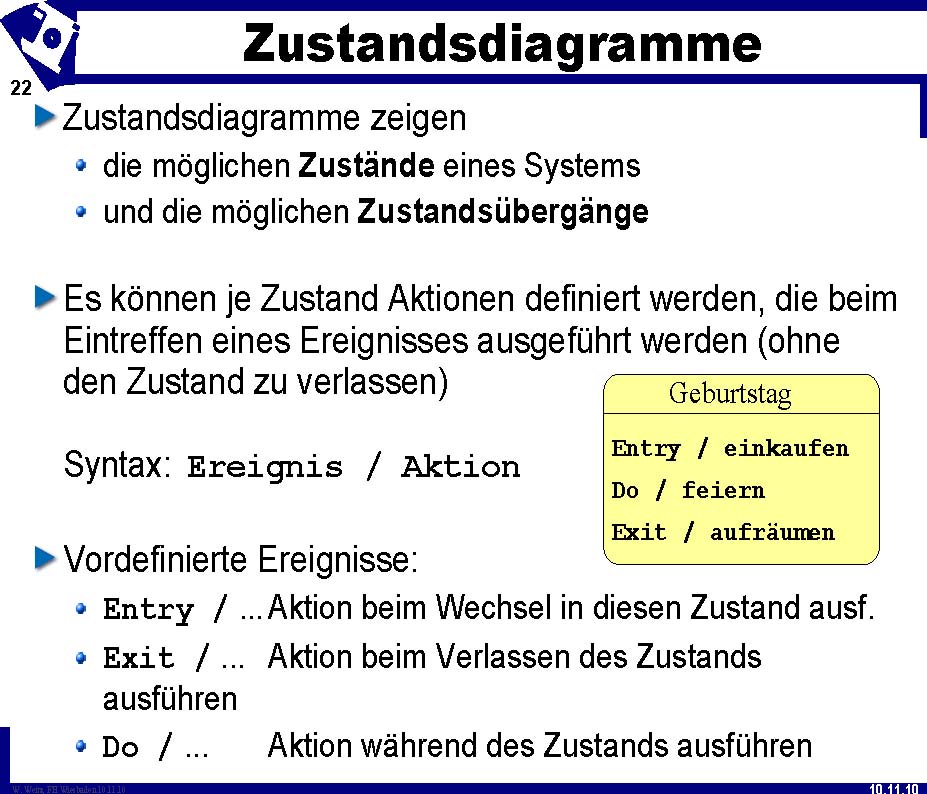 Zustandsdiagramme
22
Zustandsdiagramme zeigen
die möglichen Zustände eines Systems
und die möglichen Zustandsübergänge
Es können je Zustand Aktionen definiert werden, die beim
Eintreffen eines Ereignisses ausgeführt werden (ohne
den Zustand zu verlassen)
Syntax: Ereignis / Aktion
Geburtstag
Entry / einkaufen
Do / feiern
Exit / aufräumen
Vordefinierte Ereignisse:
Entry / ... Aktion beim Wechsel in diesen Zustand ausf.
Exit / ... Aktion beim Verlassen des Zustands
ausführen
Do / ... Aktion während des Zustands ausführen
W. Weitz, FH Wiesbaden 10.11.10
10.11.10